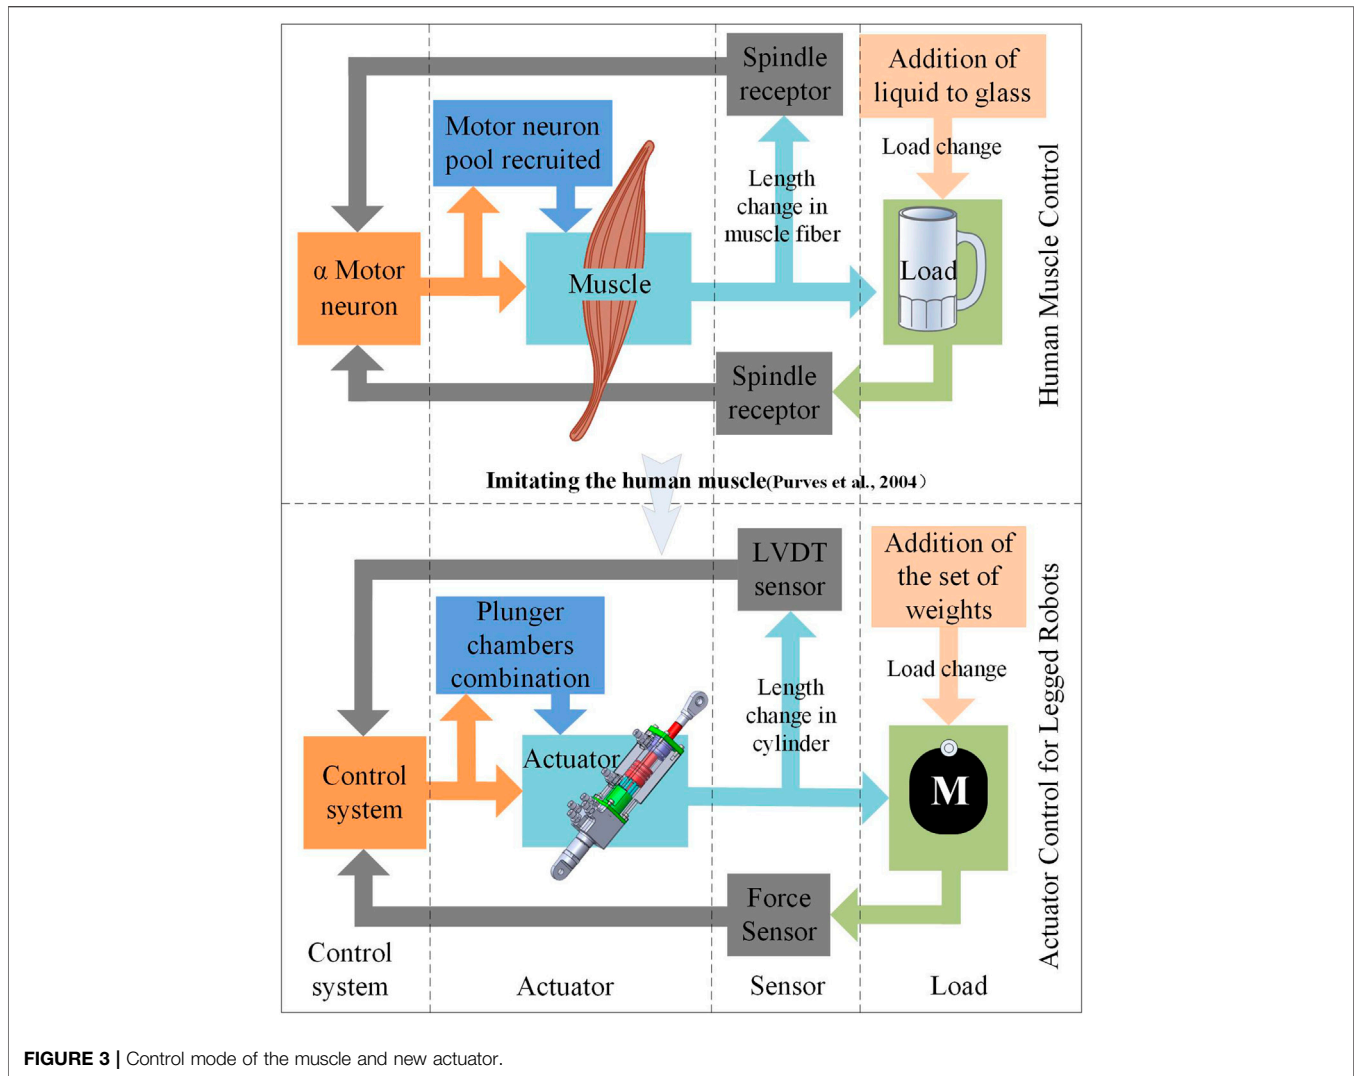 Spindle
receptor
Addition of
liquid to glass
Motor neuron
pool recruited
Load change
Length
change in
muscle fiber
α Motor
neuron
Muscle
Load
Spindle
receptor
Human Muscle Control
Imitating the human muscle(Purves et al., 2004）
LVDT
sensor
Addition of
the set of
weights
Plunger
chambers
combination
Load change
Length
change in
cylinder
Control
system
Actuator
M
Force
Sensor
Actuator Control for Legged Robots
Control
system
Actuator
Sensor
Load
FIGURE 3 | Control mode of the muscle and new actuator.